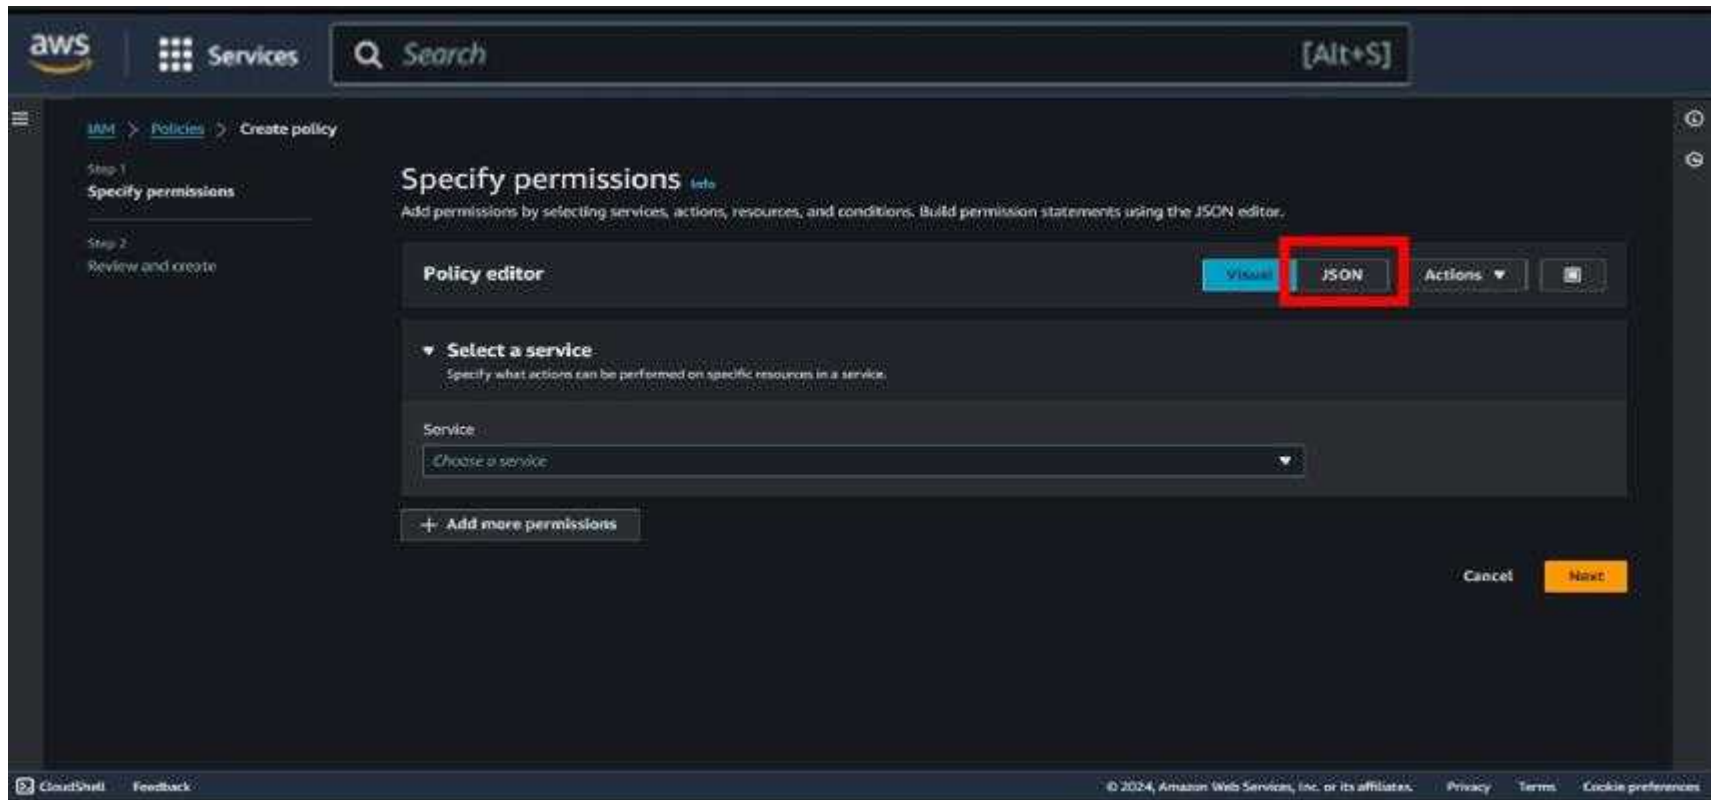 aws
Services
Search
[Alt+S]
IAM > Policies > Create policy
Step 1
Specify permissions
Step 2
Review and create
Specify permissions Info
Add permissions by selecting services, actions, resources, and conditions. Build permission statements using the JSON editor.
Policy editor
Visual
JSON
Actions
Select a service
Specify what actions can be performed on specific resources in a service.
Service
Choose a service
+ Add more permissions
Cancel
Next
CloudShell
Feedback
© 2024, Amazon Web Services, Inc. or its affiliates.
Privacy
Terms
Cookie preferences